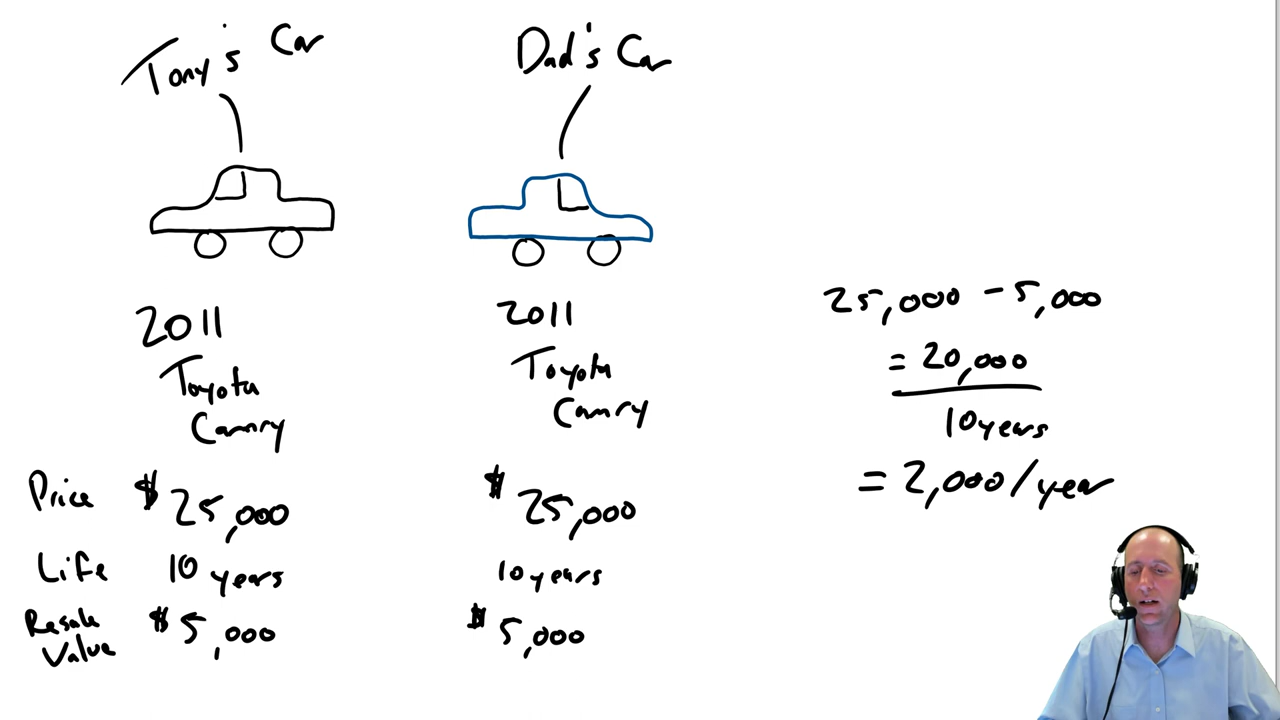 Tony's Car
Dad's Car
2011
Toyota
Camry
2011
Toyota
Camry
Price $25,000 $25,000
Life 10 years 10 years
Resale
Value $5,000 $5,000
25,000 - 5,000
= 20,000
10 years
= 2,000/year